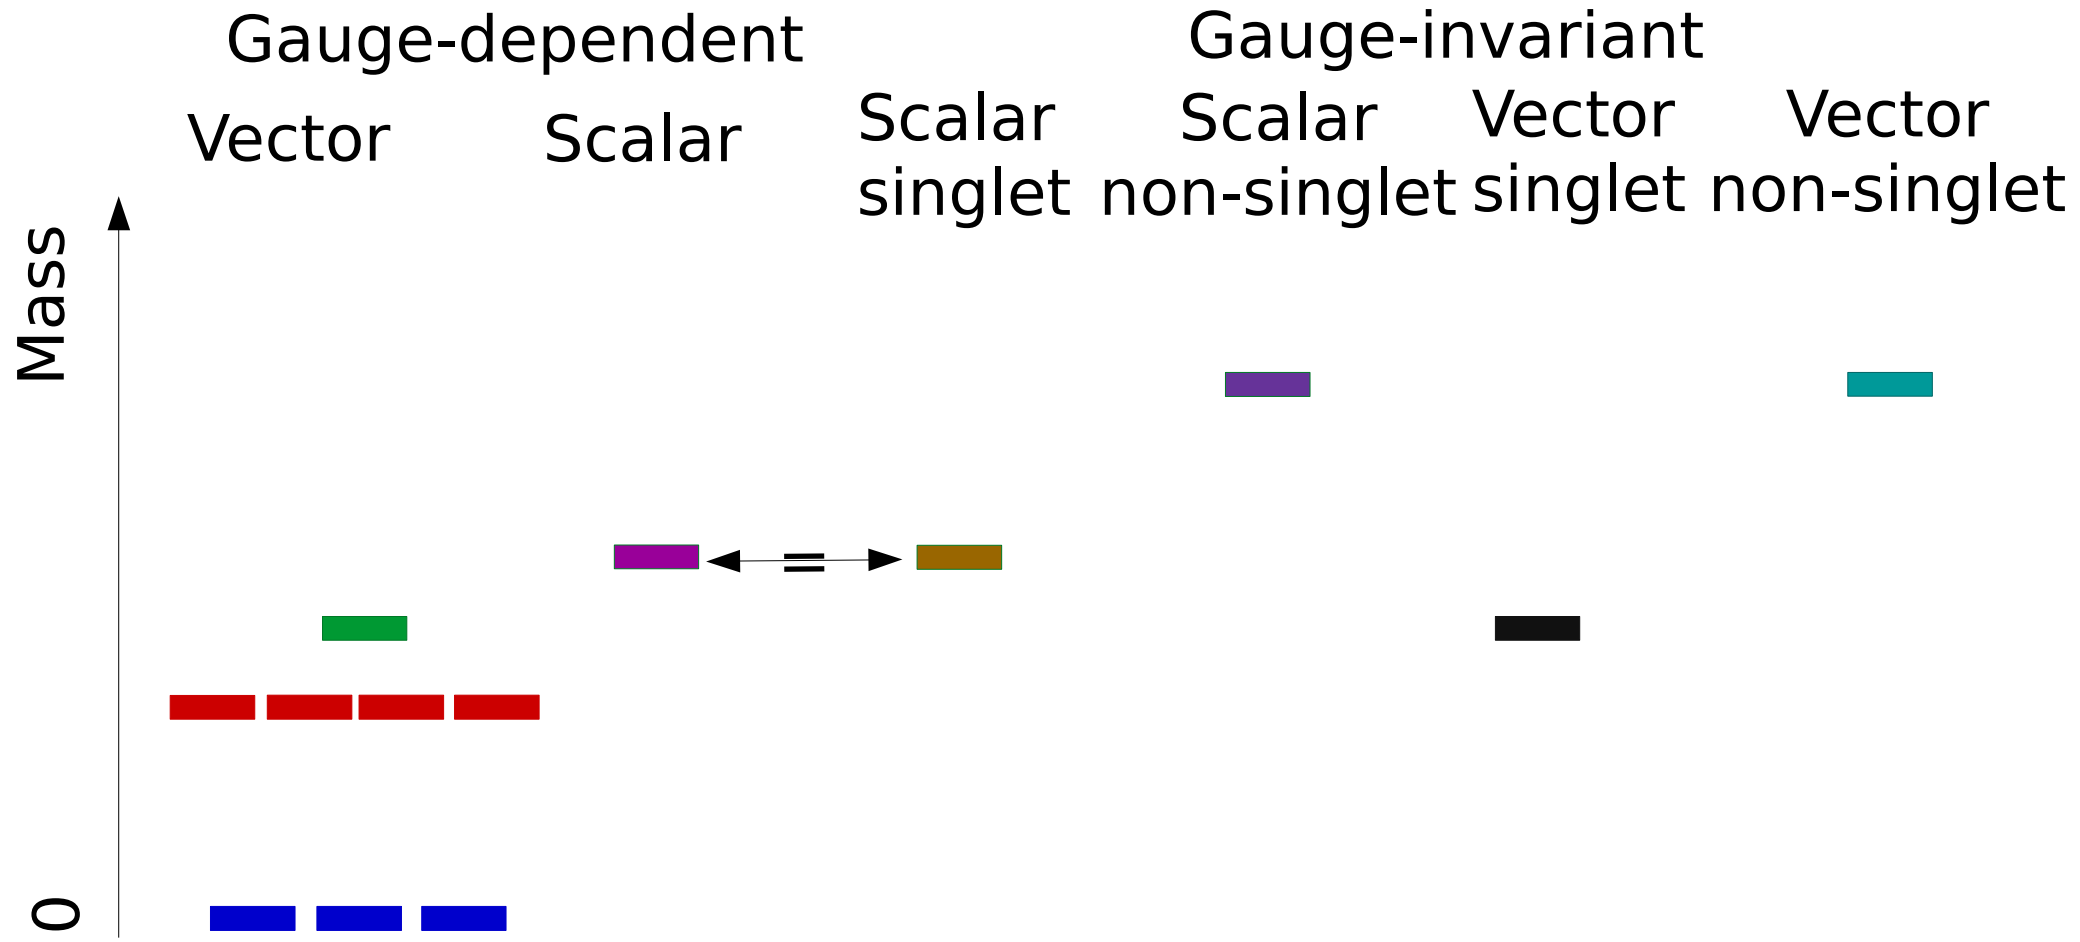 Gauge-dependent
Gauge-invariant
Vector
Scalar
Scalar
singlet
Scalar
non-singlet
Vector
singlet
Vector
non-singlet
Mass
=
0